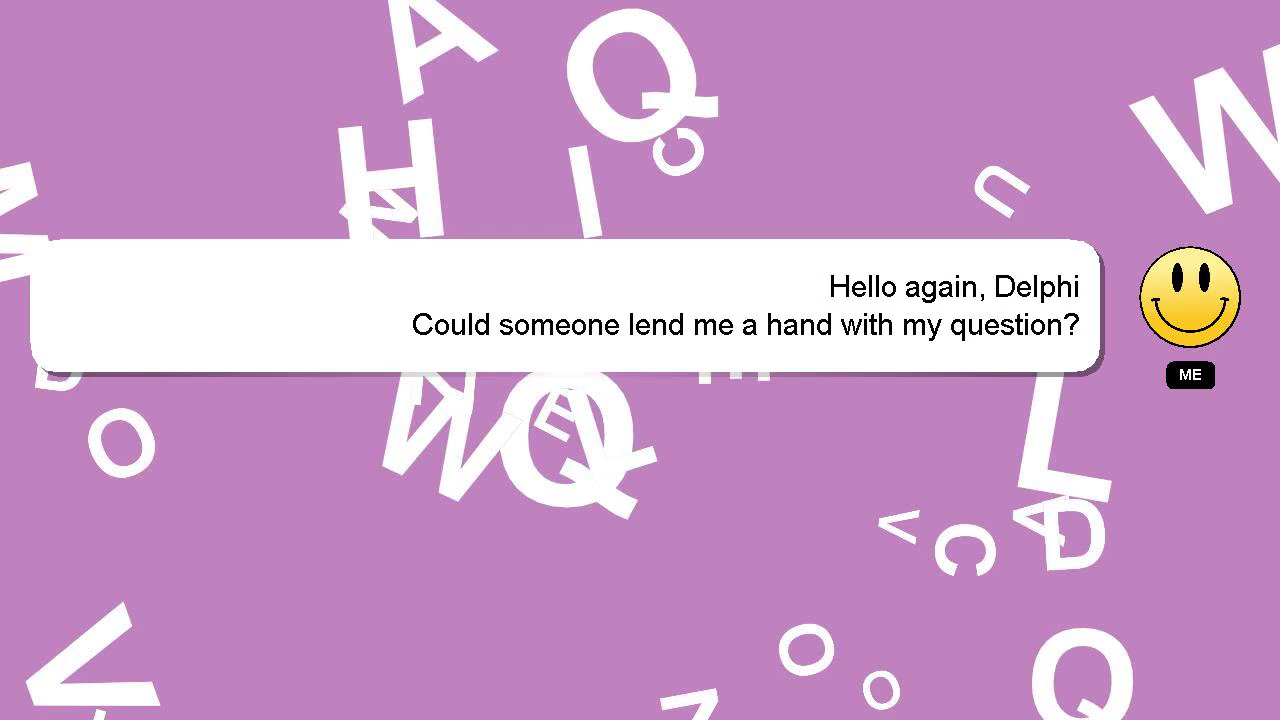 Hello again, Delphi
Could someone lend me a hand with my question?
ME